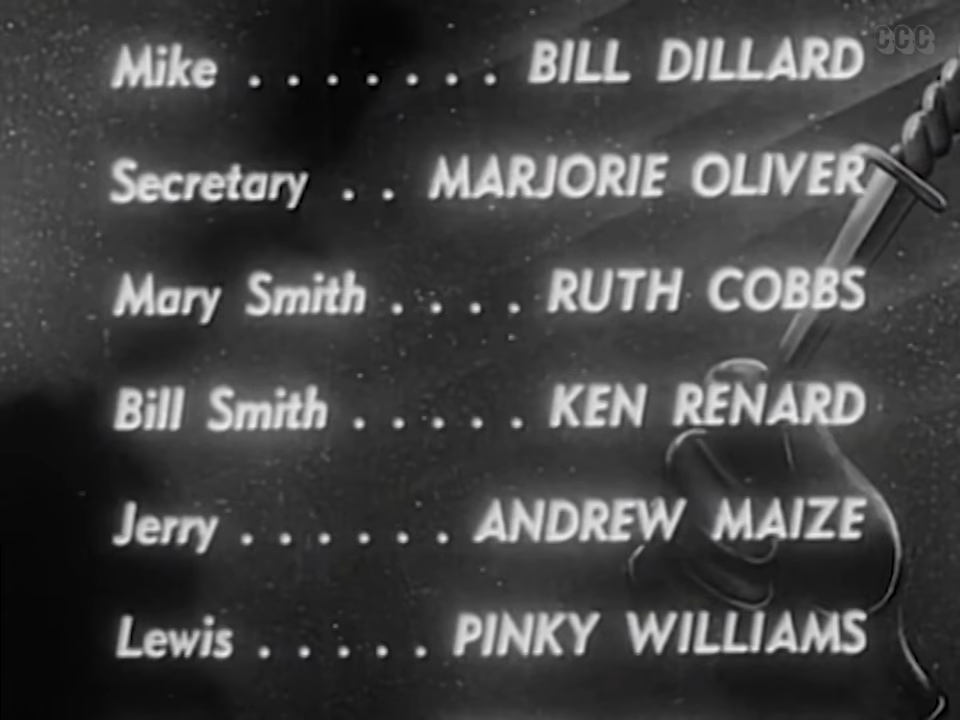 CCC
Mike . . . . . . . BILL DILLARD
Secretary . . MARJORIE OLIVER
Mary Smith . . . . RUTH COBBS
Bill Smith . . . . . KEN RENARD
Jerry . . . . . . ANDREW MAIZE
Lewis . . . . . PINKY WILLIAMS